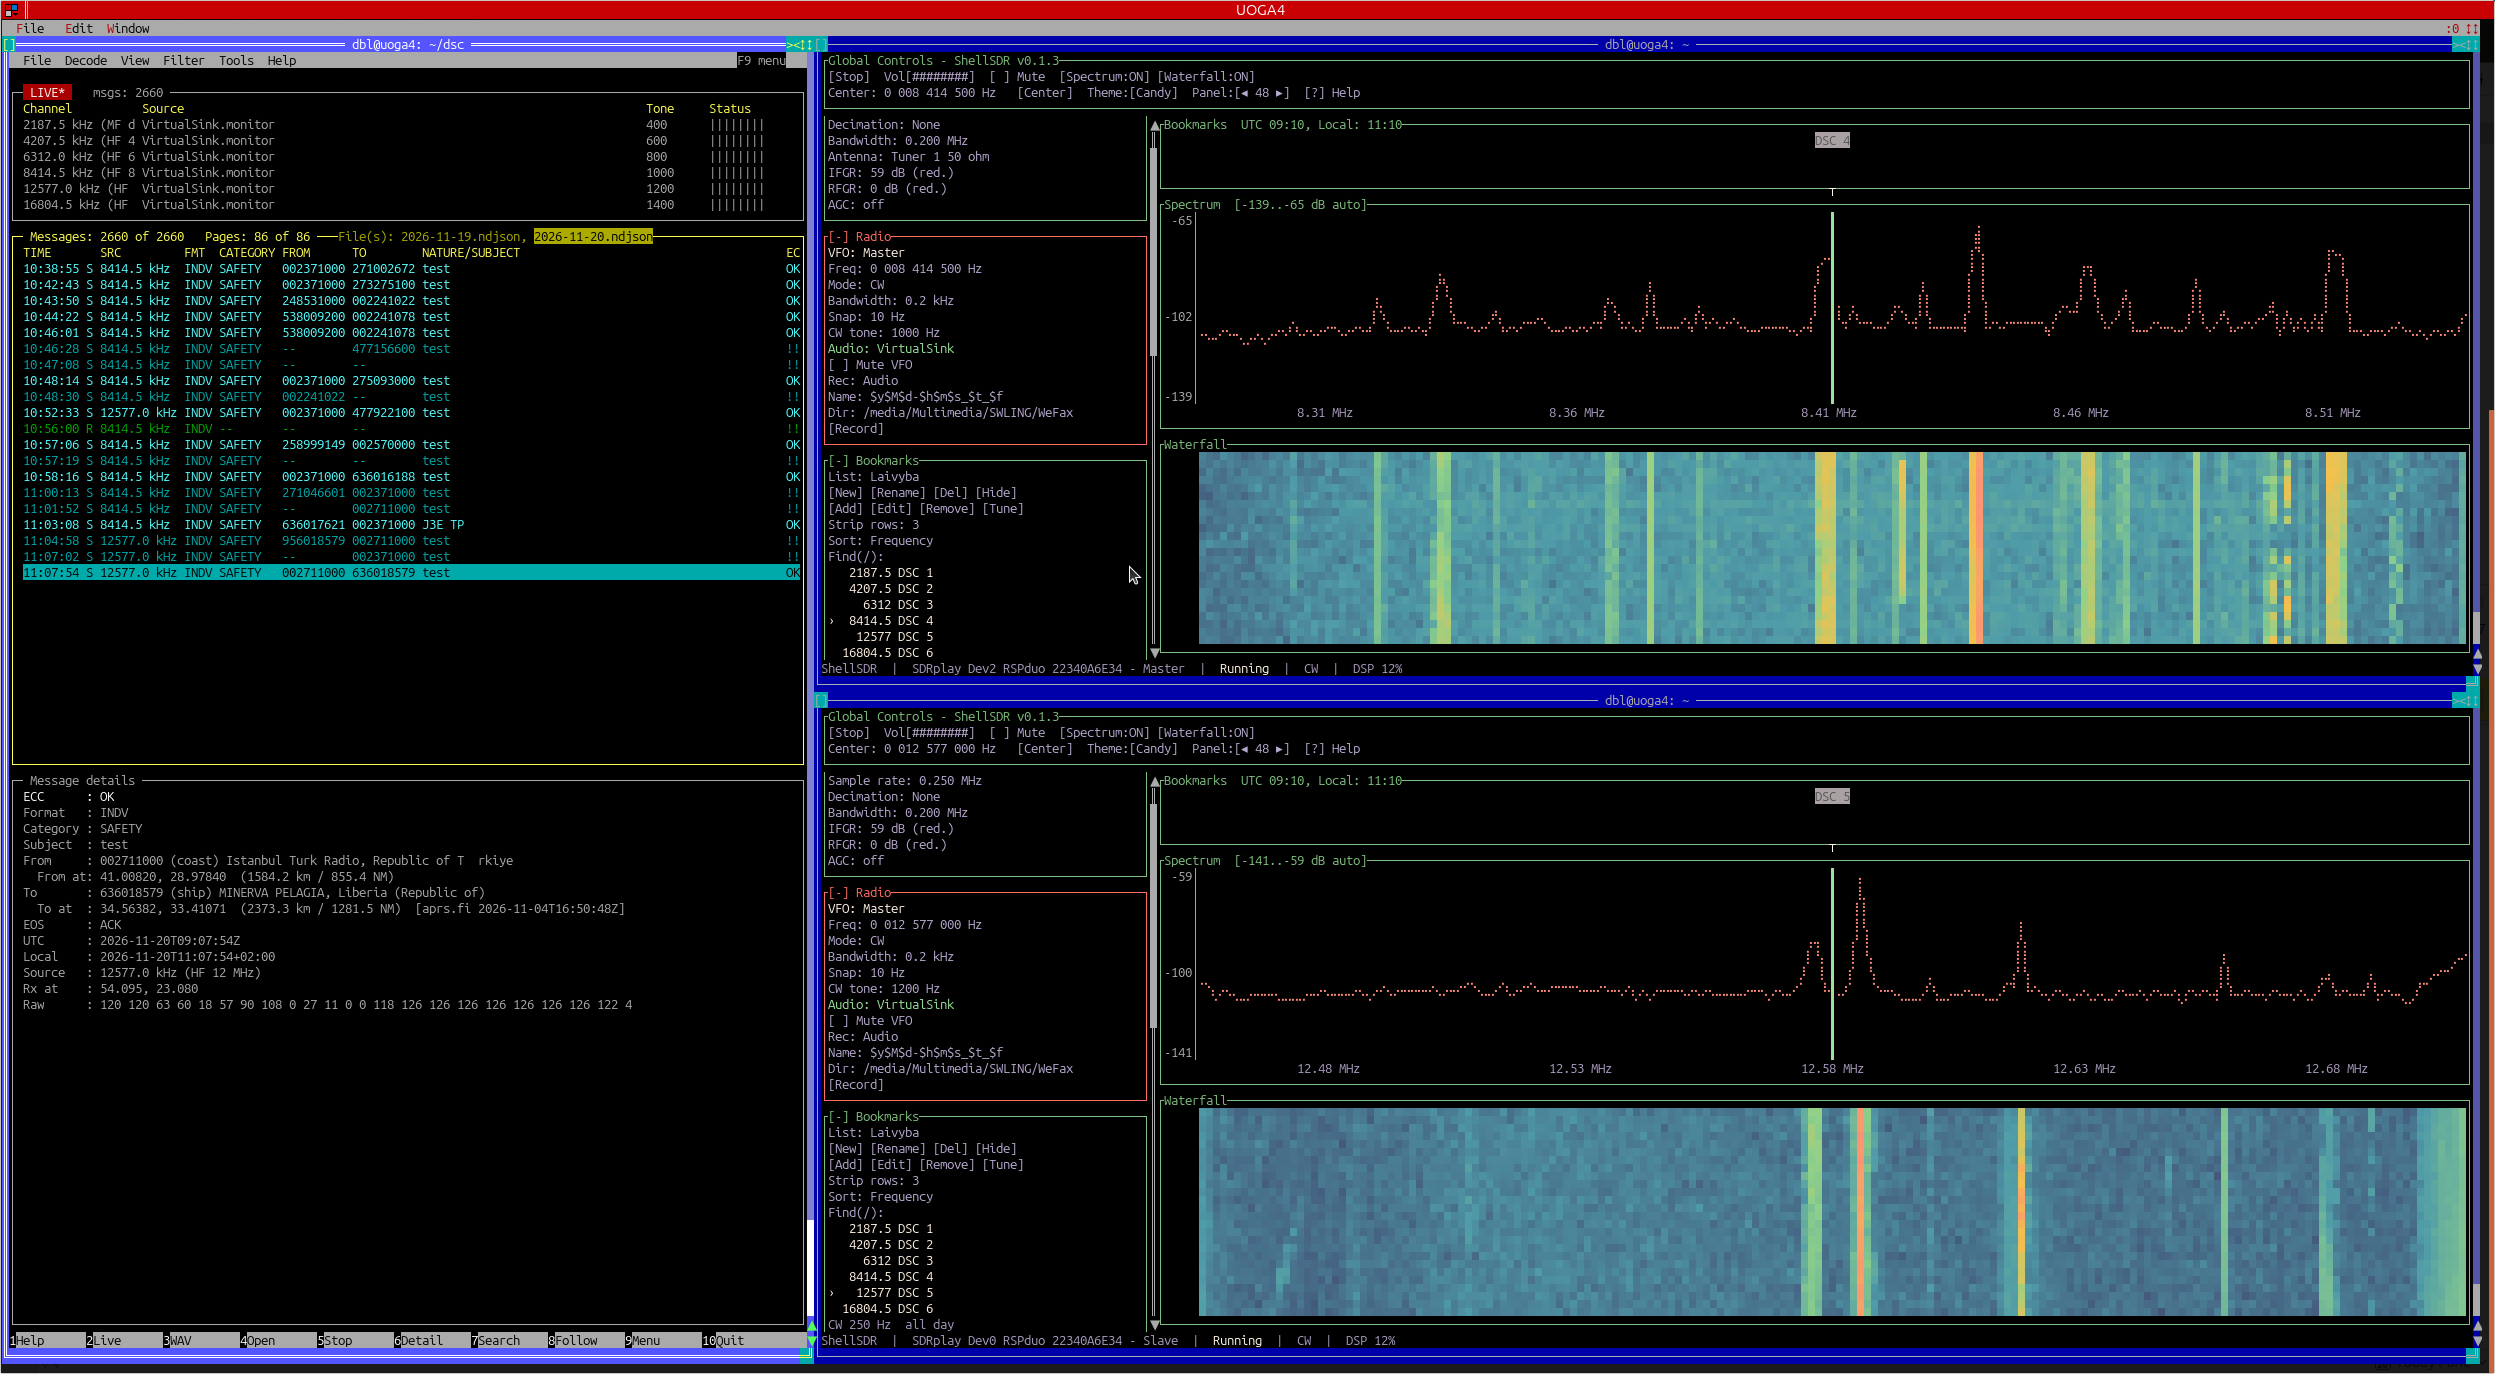 UOGA4
File Edit Window :0
dbl@uoga4: ~/dsc
File Decode View Filter Tools Help F9 menu
LIVE* msgs: 2660
Channel Source Tone Status
2187.5 kHz (MF d VirtualSink.monitor 400 ||||||||
4207.5 kHz (HF 4 VirtualSink.monitor 600 ||||||||
6312.0 kHz (HF 6 VirtualSink.monitor 800 ||||||||
8414.5 kHz (HF 8 VirtualSink.monitor 1000 ||||||||
12577.0 kHz (HF VirtualSink.monitor 1200 ||||||||
16804.5 kHz (HF VirtualSink.monitor 1400 ||||||||
Messages: 2660 of 2660 Pages: 86 of 86 File(s): 2026-11-19.ndjson, 2026-11-20.ndjson
TIME SRC FMT CATEGORY FROM TO NATURE/SUBJECT EC
10:38:55 S 8414.5 kHz INDV SAFETY 002371000 271002672 test OK
10:42:43 S 8414.5 kHz INDV SAFETY 002371000 273275100 test OK
10:43:50 S 8414.5 kHz INDV SAFETY 248531000 002241022 test OK
10:44:22 S 8414.5 kHz INDV SAFETY 538009200 002241078 test OK
10:46:01 S 8414.5 kHz INDV SAFETY 538009200 002241078 test OK
10:46:28 S 8414.5 kHz INDV SAFETY -- 477156600 test !!
10:47:08 S 8414.5 kHz INDV SAFETY -- -- !!
10:48:14 S 8414.5 kHz INDV SAFETY 002371000 275093000 test OK
10:48:30 S 8414.5 kHz INDV SAFETY 002241022 -- test !!
10:52:33 S 12577.0 kHz INDV SAFETY 002371000 477922100 test OK
10:56:00 R 8414.5 kHz INDV -- -- -- !!
10:57:06 S 8414.5 kHz INDV SAFETY 258999149 002570000 test OK
10:57:19 S 8414.5 kHz INDV SAFETY -- -- test !!
10:58:16 S 8414.5 kHz INDV SAFETY 002371000 636016188 test OK
11:00:13 S 8414.5 kHz INDV SAFETY 271046601 002371000 test !!
11:01:52 S 8414.5 kHz INDV SAFETY -- 002711000 test !!
11:03:08 S 8414.5 kHz INDV SAFETY 636017621 002371000 J3E TP OK
11:04:58 S 12577.0 kHz INDV SAFETY 956018579 002711000 test !!
11:07:02 S 12577.0 kHz INDV SAFETY -- 002371000 test !!
11:07:54 S 12577.0 kHz INDV SAFETY 002711000 636018579 test OK
Message details
ECC : OK
Format : INDV
Category : SAFETY
Subject : test
From : 002711000 (coast) Istanbul Turk Radio, Republic of T rkiye
From at: 41.00820, 28.97840 (1584.2 km / 855.4 NM)
To : 636018579 (ship) MINERVA PELAGIA, Liberia (Republic of)
To at : 34.56382, 33.41071 (2373.3 km / 1281.5 NM) [aprs.fi 2026-11-04T16:50:48Z]
EOS : ACK
UTC : 2026-11-20T09:07:54Z
Local : 2026-11-20T11:07:54+02:00
Source : 12577.0 kHz (HF 12 MHz)
Rx at : 54.095, 23.080
Raw : 120 120 63 60 18 57 90 108 0 27 11 0 0 118 126 126 126 126 126 126 126 122 4
1Help 2Live 3WAV 4Open 5Stop 6Detail 7Search 8Follow 9Menu 10Quit
dbl@uoga4: ~
Global Controls - ShellSDR v0.1.3
[Stop] Vol[########] [ ] Mute [Spectrum:ON] [Waterfall:ON]
Center: 0 008 414 500 Hz [Center] Theme:[Candy] Panel:[◄ 48 ►] [?] Help
Decimation: None
Bandwidth: 0.200 MHz
Antenna: Tuner 1 50 ohm
IFGR: 59 dB (red.)
RFGR: 0 dB (red.)
AGC: off
[-] Radio
VFO: Master
Freq: 0 008 414 500 Hz
Mode: CW
Bandwidth: 0.2 kHz
Snap: 10 Hz
CW tone: 1000 Hz
Audio: VirtualSink
[ ] Mute VFO
Rec: Audio
Name: $y$M$d-$h$m$s_$t_$f
Dir: /media/Multimedia/SWLING/WeFax
[Record]
[-] Bookmarks
List: Laivyba
[New] [Rename] [Del] [Hide]
[Add] [Edit] [Remove] [Tune]
Strip rows: 3
Sort: Frequency
Find(/):
2187.5 DSC 1
4207.5 DSC 2
6312 DSC 3
› 8414.5 DSC 4
12577 DSC 5
16804.5 DSC 6
Bookmarks UTC 09:10, Local: 11:10
DSC 4
Spectrum [-139..-65 dB auto]
-65
-102
-139
8.31 MHz 8.36 MHz 8.41 MHz 8.46 MHz 8.51 MHz
Waterfall
ShellSDR | SDRplay Dev2 RSPduo 22340A6E34 - Master | Running | CW | DSP 12%
dbl@uoga4: ~
Global Controls - ShellSDR v0.1.3
[Stop] Vol[########] [ ] Mute [Spectrum:ON] [Waterfall:ON]
Center: 0 012 577 000 Hz [Center] Theme:[Candy] Panel:[◄ 48 ►] [?] Help
Sample rate: 0.250 MHz
Decimation: None
Bandwidth: 0.200 MHz
IFGR: 59 dB (red.)
RFGR: 0 dB (red.)
AGC: off
[-] Radio
VFO: Master
Freq: 0 012 577 000 Hz
Mode: CW
Bandwidth: 0.2 kHz
Snap: 10 Hz
CW tone: 1200 Hz
Audio: VirtualSink
[ ] Mute VFO
Rec: Audio
Name: $y$M$d-$h$m$s_$t_$f
Dir: /media/Multimedia/SWLING/WeFax
[Record]
[-] Bookmarks
List: Laivyba
[New] [Rename] [Del] [Hide]
[Add] [Edit] [Remove] [Tune]
Strip rows: 3
Sort: Frequency
Find(/):
2187.5 DSC 1
4207.5 DSC 2
6312 DSC 3
8414.5 DSC 4
› 12577 DSC 5
16804.5 DSC 6
CW 250 Hz all day
Bookmarks UTC 09:10, Local: 11:10
DSC 5
Spectrum [-141..-59 dB auto]
-59
-100
-141
12.48 MHz 12.53 MHz 12.58 MHz 12.63 MHz 12.68 MHz
Waterfall
ShellSDR | SDRplay Dev0 RSPduo 22340A6E34 - Slave | Running | CW | DSP 12%